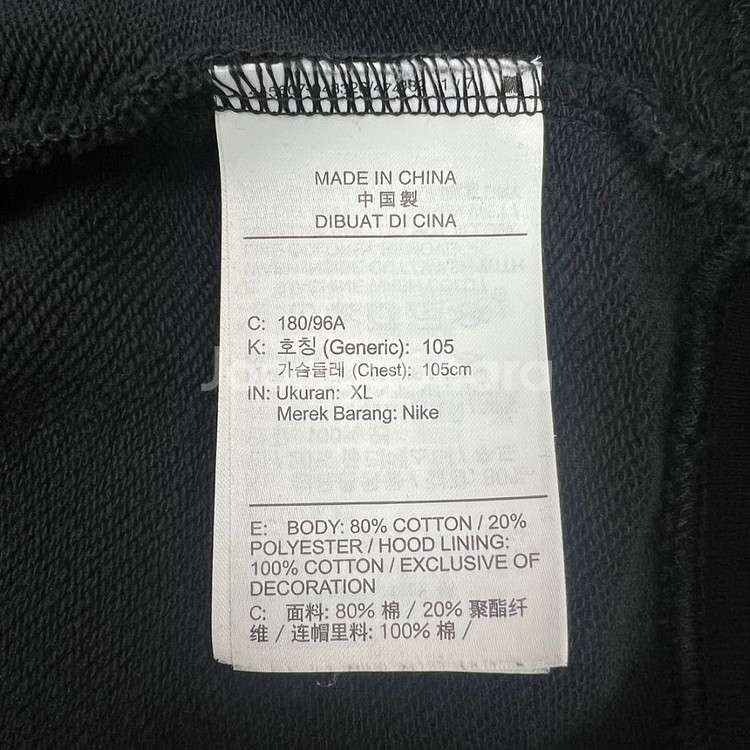 MADE IN CHINA
中国製
DIBUAT DI CINA
C: 180/96A
K: 호칭 (Generic): 105
가슴둘레 (Chest): 105cm
IN: Ukuran: XL
Merek Barang: Nike
E: BODY: 80% COTTON / 20%
POLYESTER / HOOD LINING:
100% COTTON / EXCLUSIVE OF
DECORATION
C: 面料: 80% 棉 / 20% 聚酯纤
维 / 连帽里料: 100% 棉 /